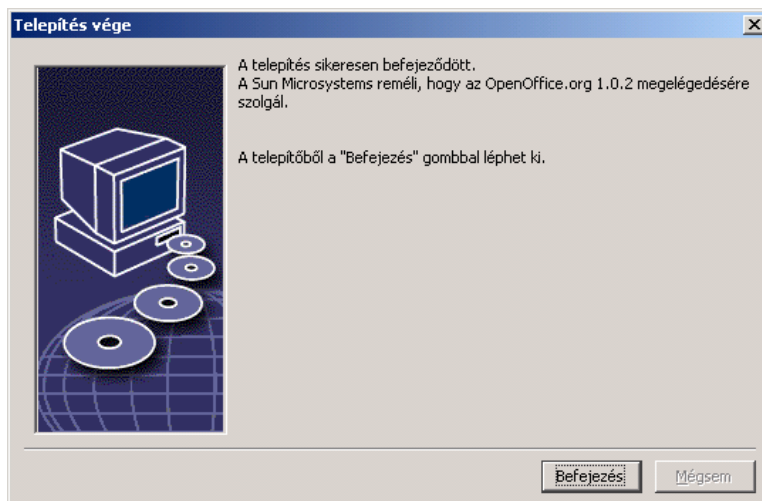 Telepítés vége
A telepítés sikeresen befejeződött.
A Sun Microsystems reméli, hogy az OpenOffice.org 1.0.2 megelégedésére
szolgál.
A telepítőből a "Befejezés" gombbal léphet ki.
Befejezés
Mégsem